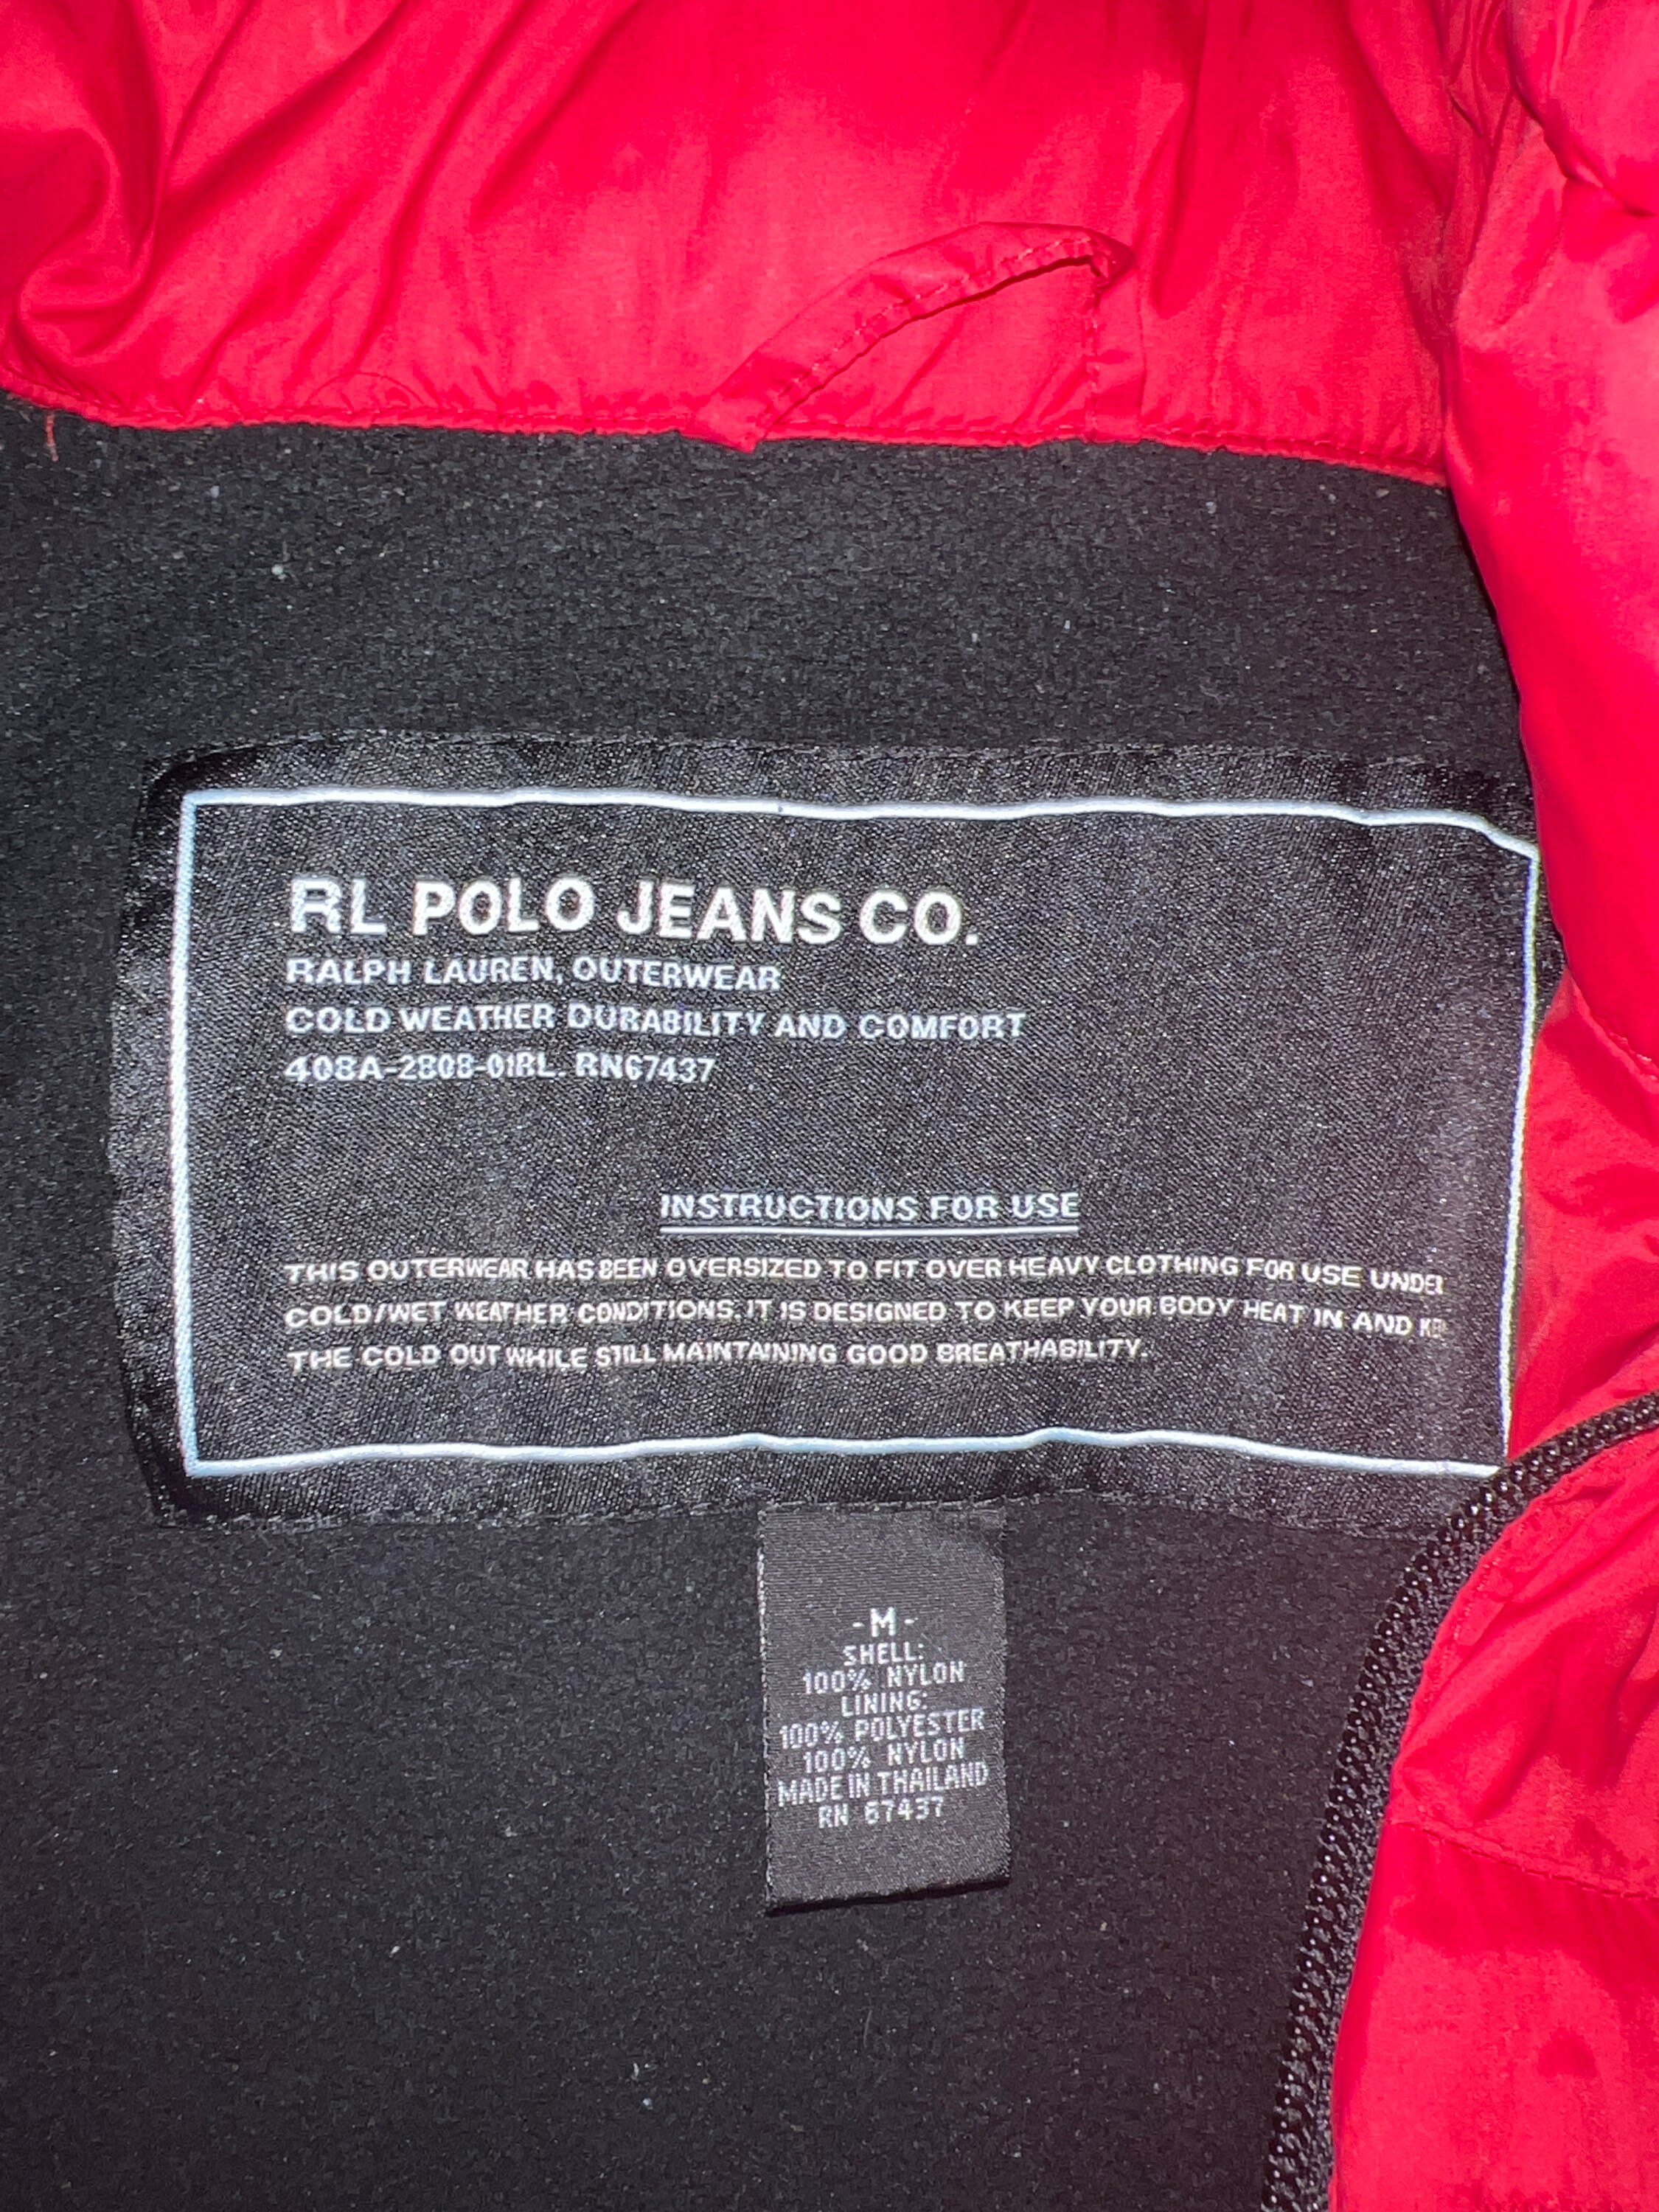 RL POLO JEANS CO.
RALPH LAUREN, OUTERWEAR
COLD WEATHER DURABILITY AND COMFORT
408A-2808-01RL. RN67437
INSTRUCTIONS FOR USE
THIS OUTERWEAR HAS BEEN OVERSIZED TO FIT OVER HEAVY CLOTHING FOR USE UNDER
COLD/WET WEATHER CONDITIONS. IT IS DESIGNED TO KEEP YOUR BODY HEAT IN AND
THE COLD OUT WHILE STILL MAINTAINING GOOD BREATHABILITY.
-M-
SHELL:
100% NYLON
LINING:
100% POLYESTER
100% NYLON
MADE IN THAILAND
RN 67437